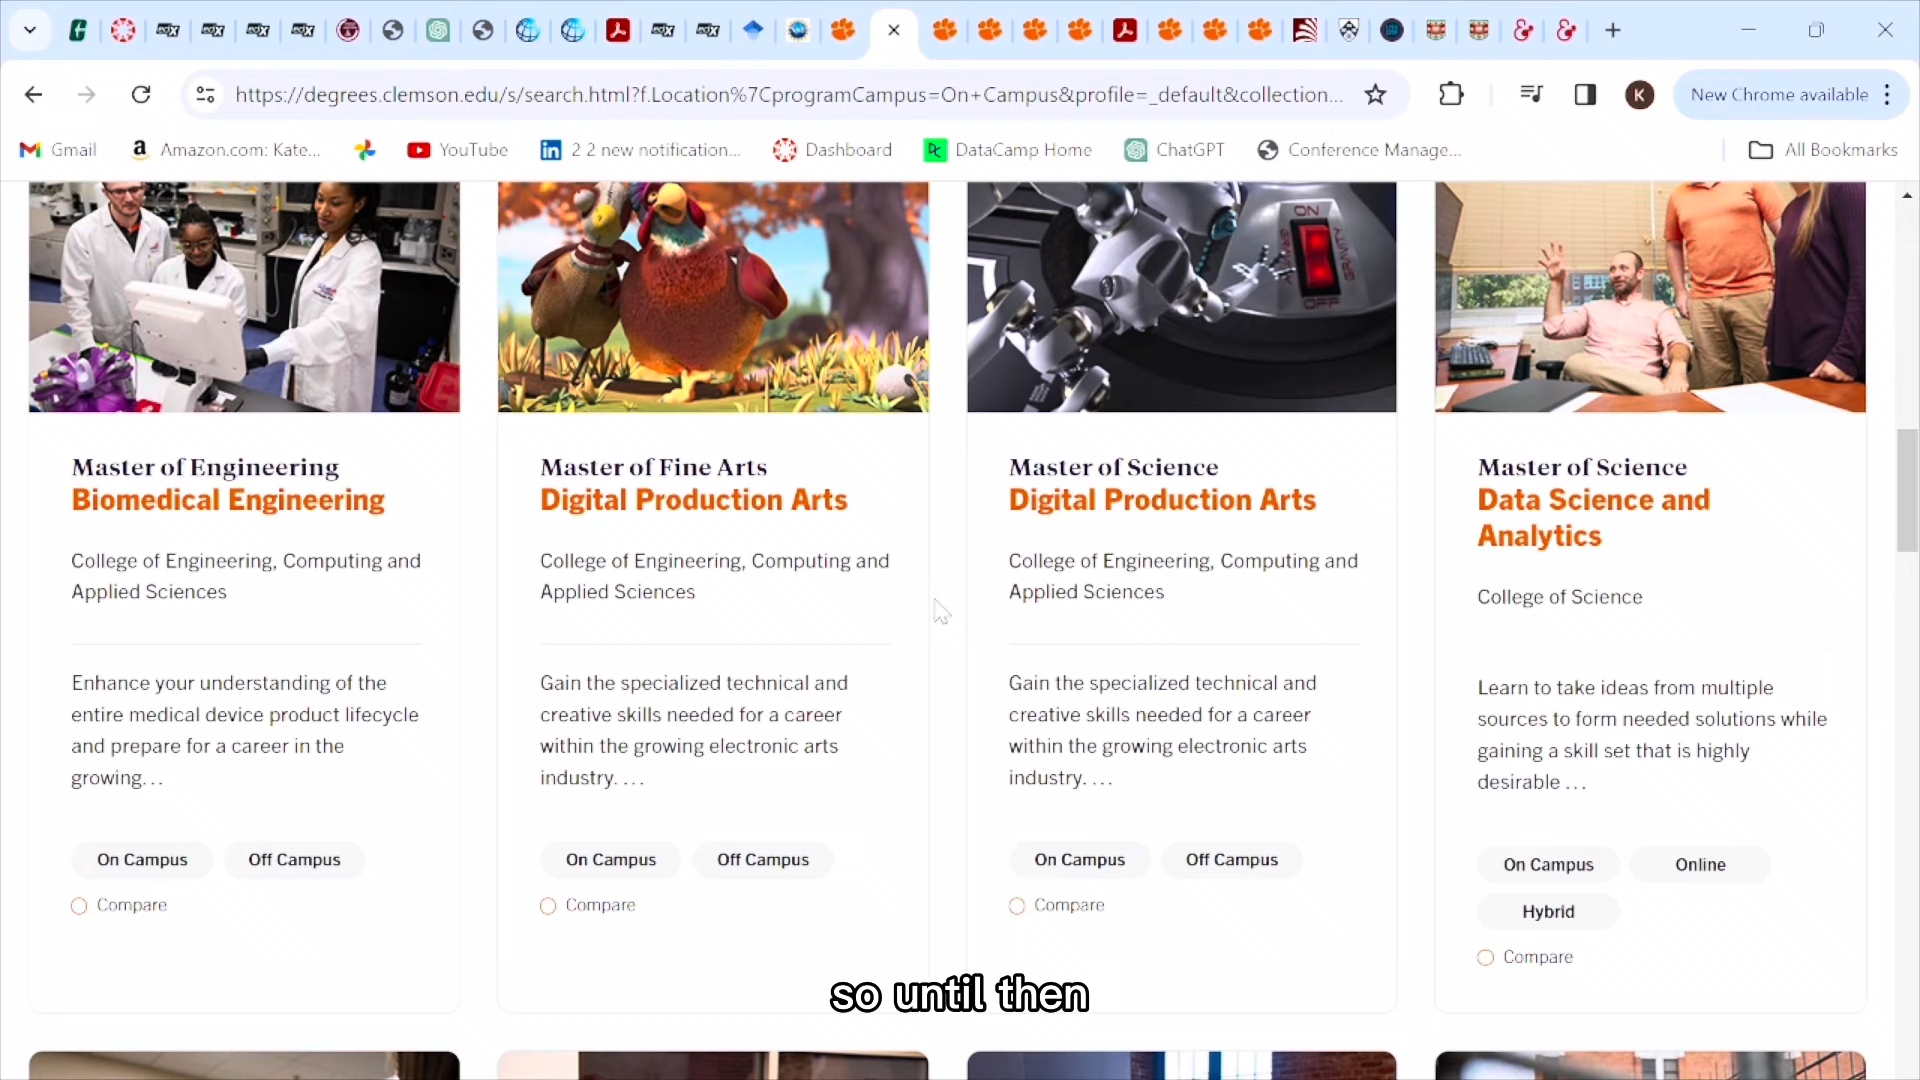 https://degrees.clemson.edu/s/search.html?f.Location%7CprogramCampus=On+Campus&profile=_default&collection...
K
New Chrome available
Gmail
Amazon.com: Kate...
YouTube
2 2 new notification...
Dashboard
DataCamp Home
ChatGPT
Conference Manage...
All Bookmarks
ON
OFF
Master of Engineering
Biomedical Engineering
College of Engineering, Computing and
Applied Sciences
Enhance your understanding of the
entire medical device product lifecycle
and prepare for a career in the
growing...
On Campus
Off Campus
Compare
Master of Fine Arts
Digital Production Arts
College of Engineering, Computing and
Applied Sciences
Gain the specialized technical and
creative skills needed for a career
within the growing electronic arts
industry. ...
On Campus
Off Campus
Compare
Master of Science
Digital Production Arts
College of Engineering, Computing and
Applied Sciences
Gain the specialized technical and
creative skills needed for a career
within the growing electronic arts
industry. ...
On Campus
Off Campus
Compare
Master of Science
Data Science and
Analytics
College of Science
Learn to take ideas from multiple
sources to form needed solutions while
gaining a skill set that is highly
desirable ...
On Campus
Online
Hybrid
Compare
so until then